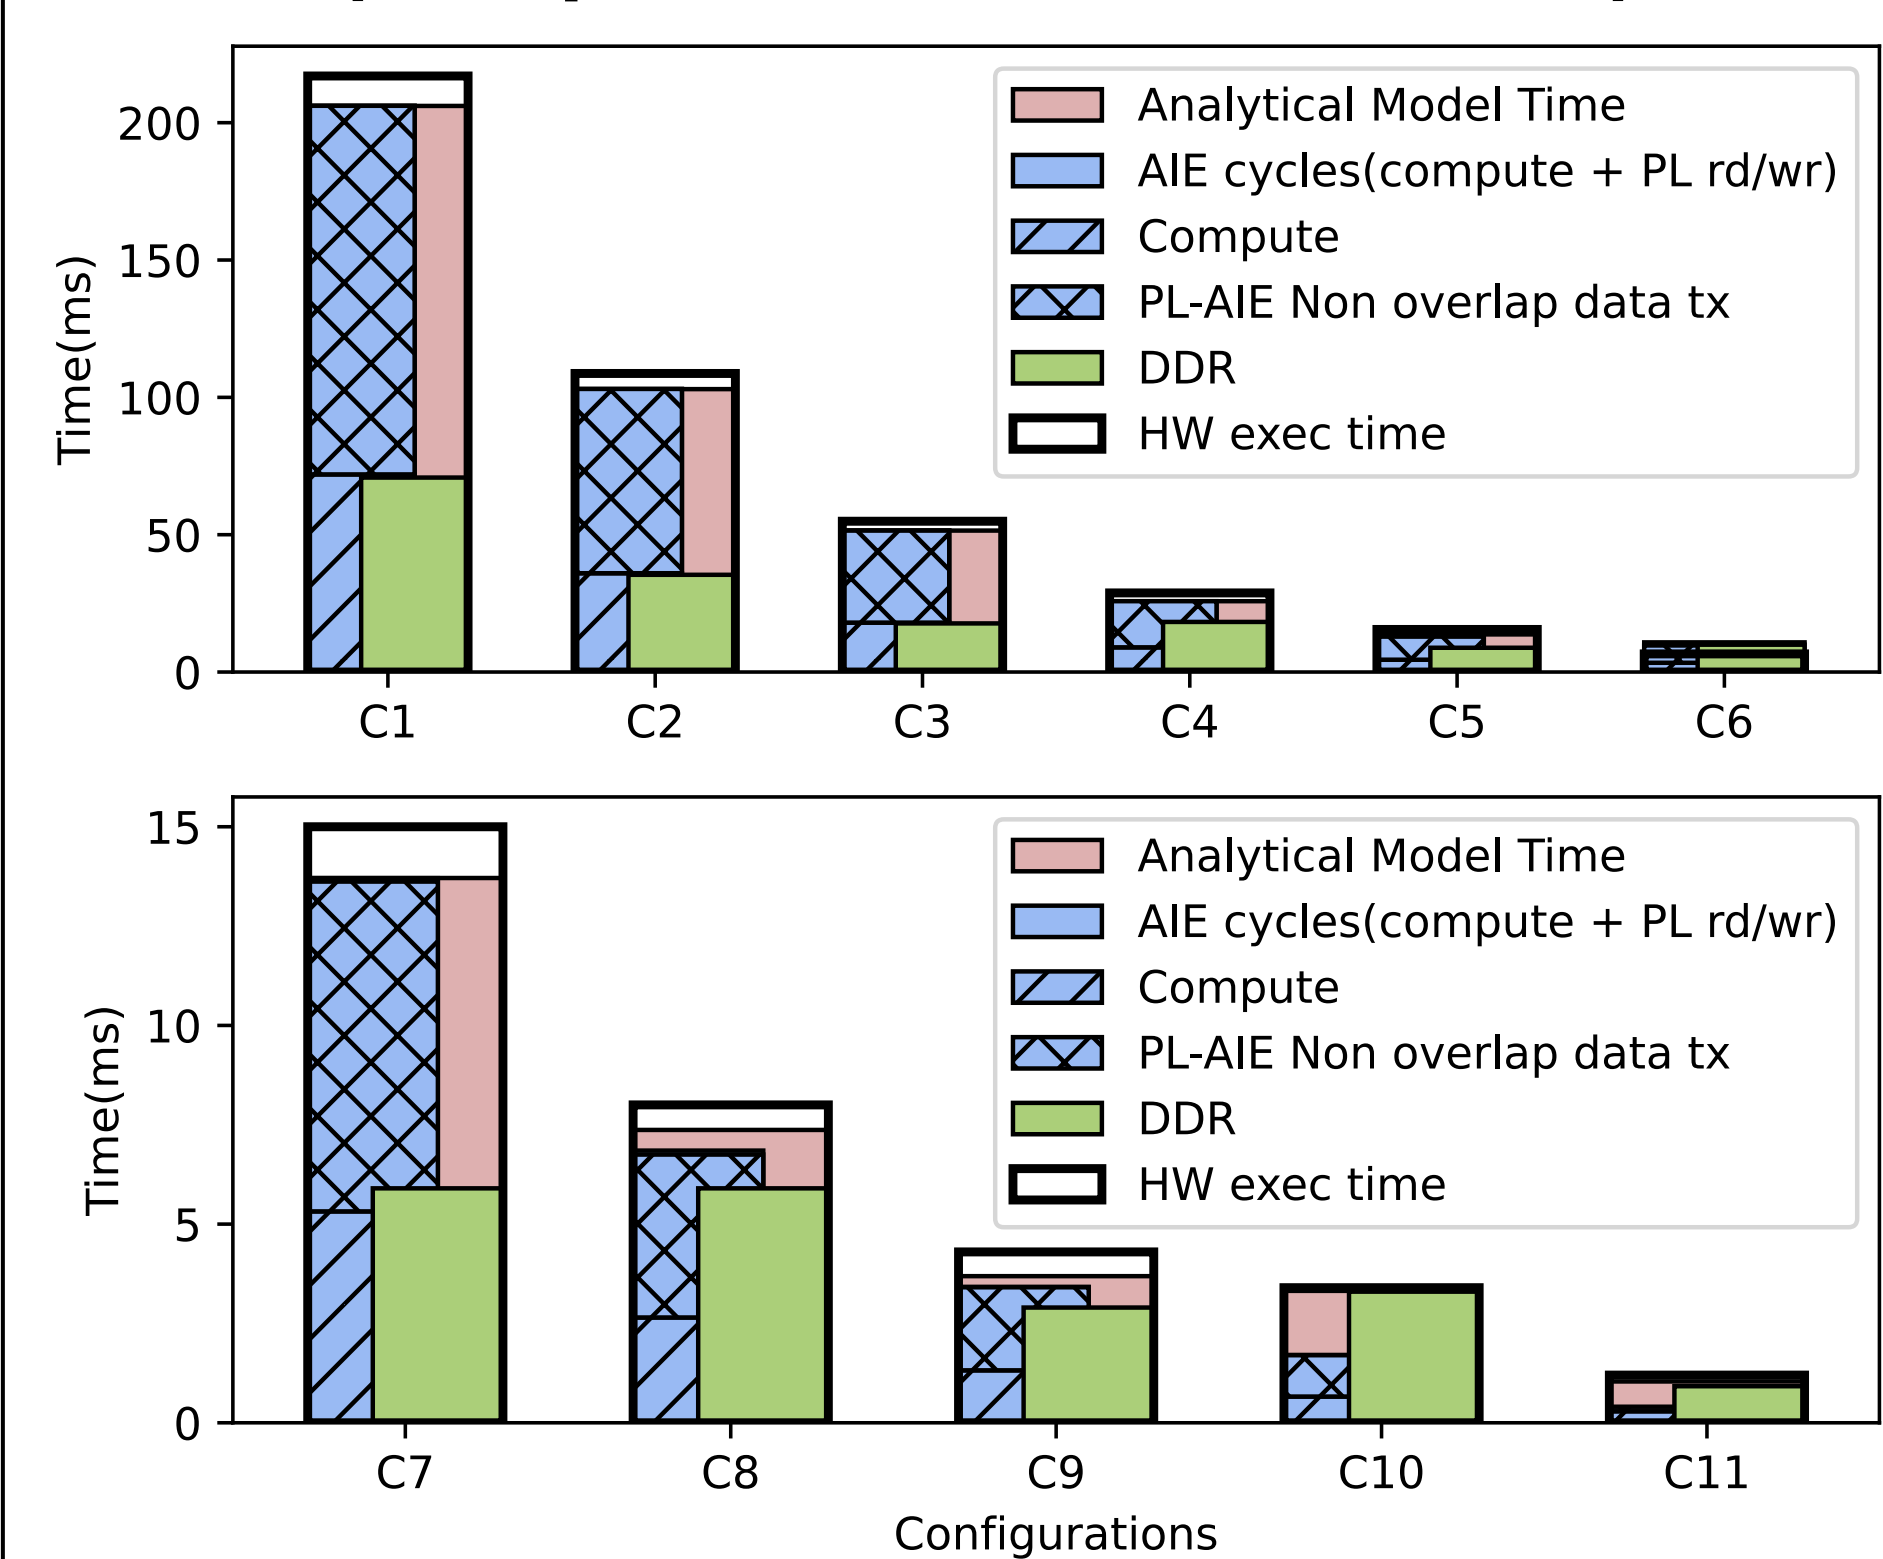 200
150
100
50
0
Time(ms)
Analytical Model Time
AIE cycles(compute + PL rd/wr)
Compute
PL-AIE Non overlap data tx
DDR
HW exec time
C1 C2 C3 C4 C5 C6
15
10
5
0
Time(ms)
Analytical Model Time
AIE cycles(compute + PL rd/wr)
Compute
PL-AIE Non overlap data tx
DDR
HW exec time
C7 C8 C9 C10 C11
Configurations